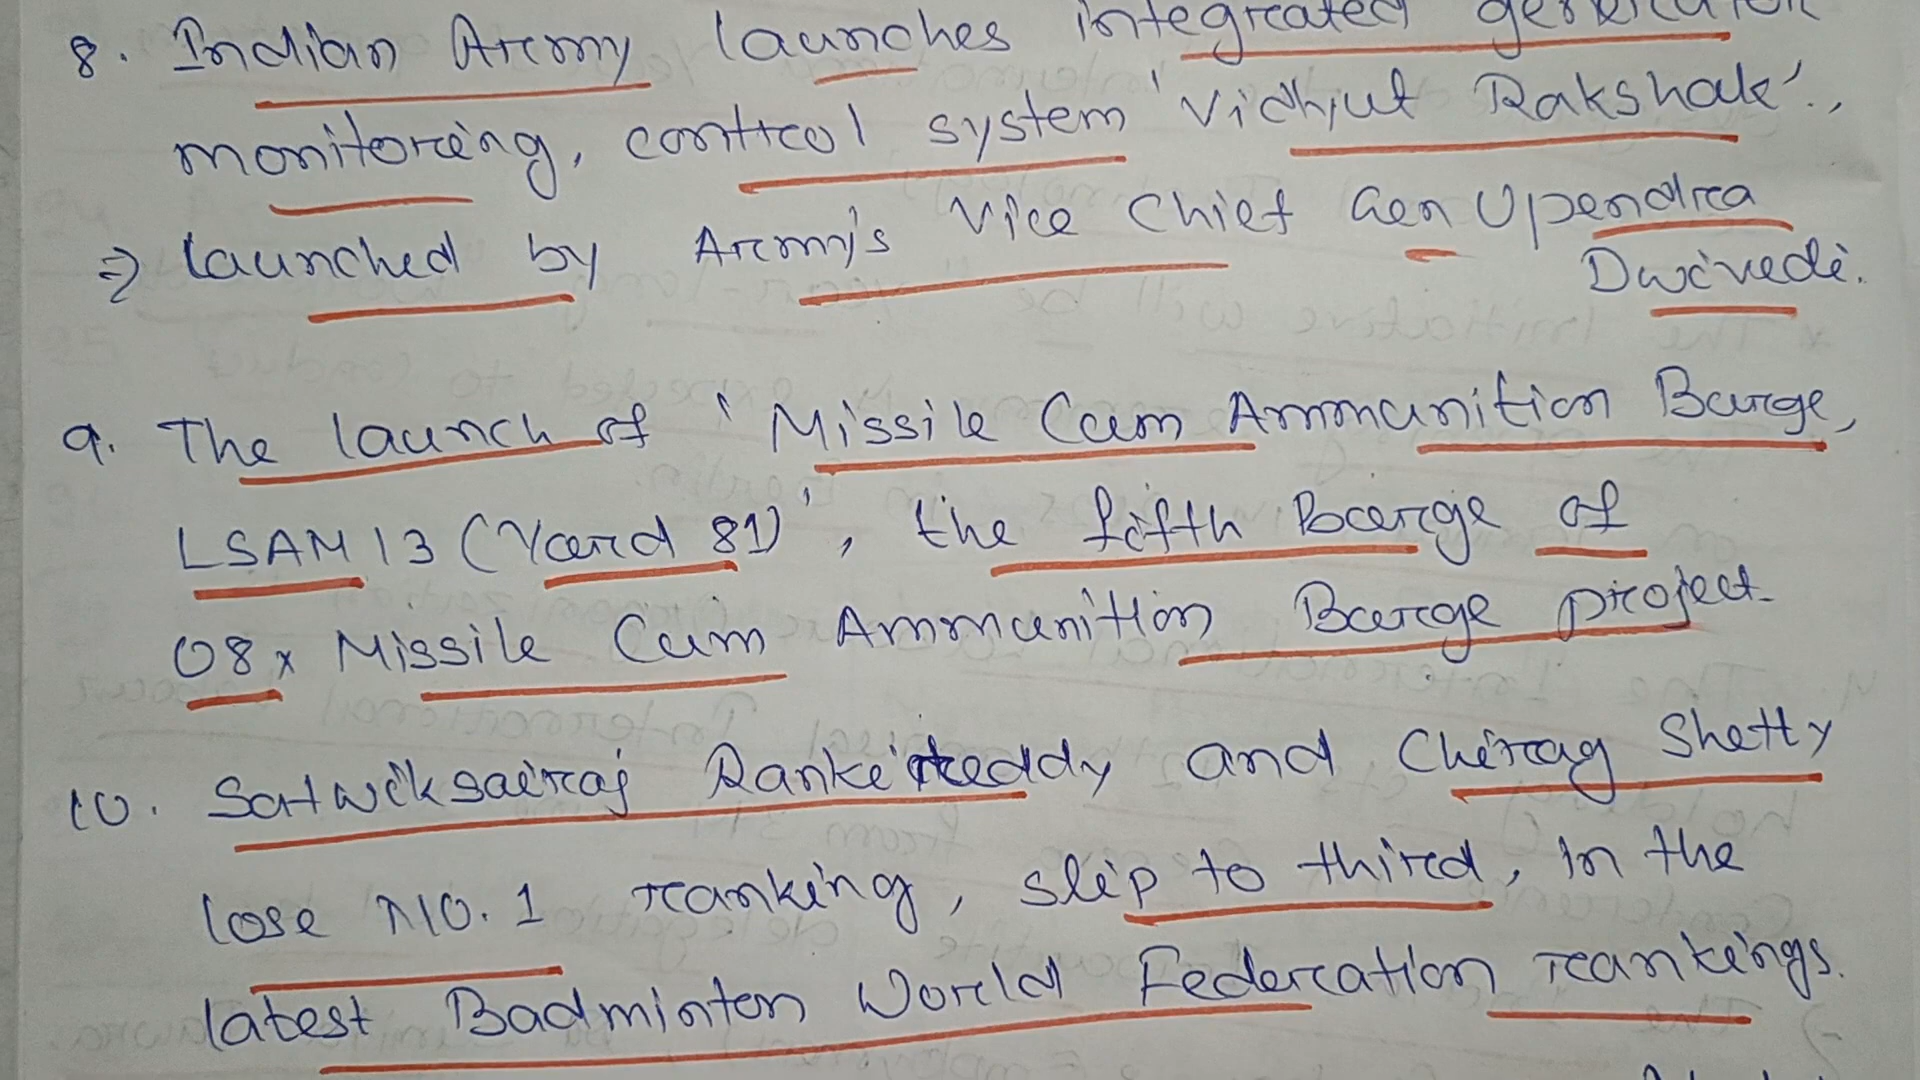 8. Indian Army launches integrated generator
monitoring, control system 'Vidhyut Rakshak'.,
⇒ launched by Army's Vice Chief Gen Upendra
Dwivedi.
9. The launch of 'Missile Cum Ammunition Barge,
LSAM 13 (Yard 81)', the fifth Barge of
08 x Missile Cum Ammunition Barge project.
10. Satwiksairaj Rankireddy and Chirag Shetty
lose No. 1 ranking, slip to third, in the
latest Badminton World Federation rankings.